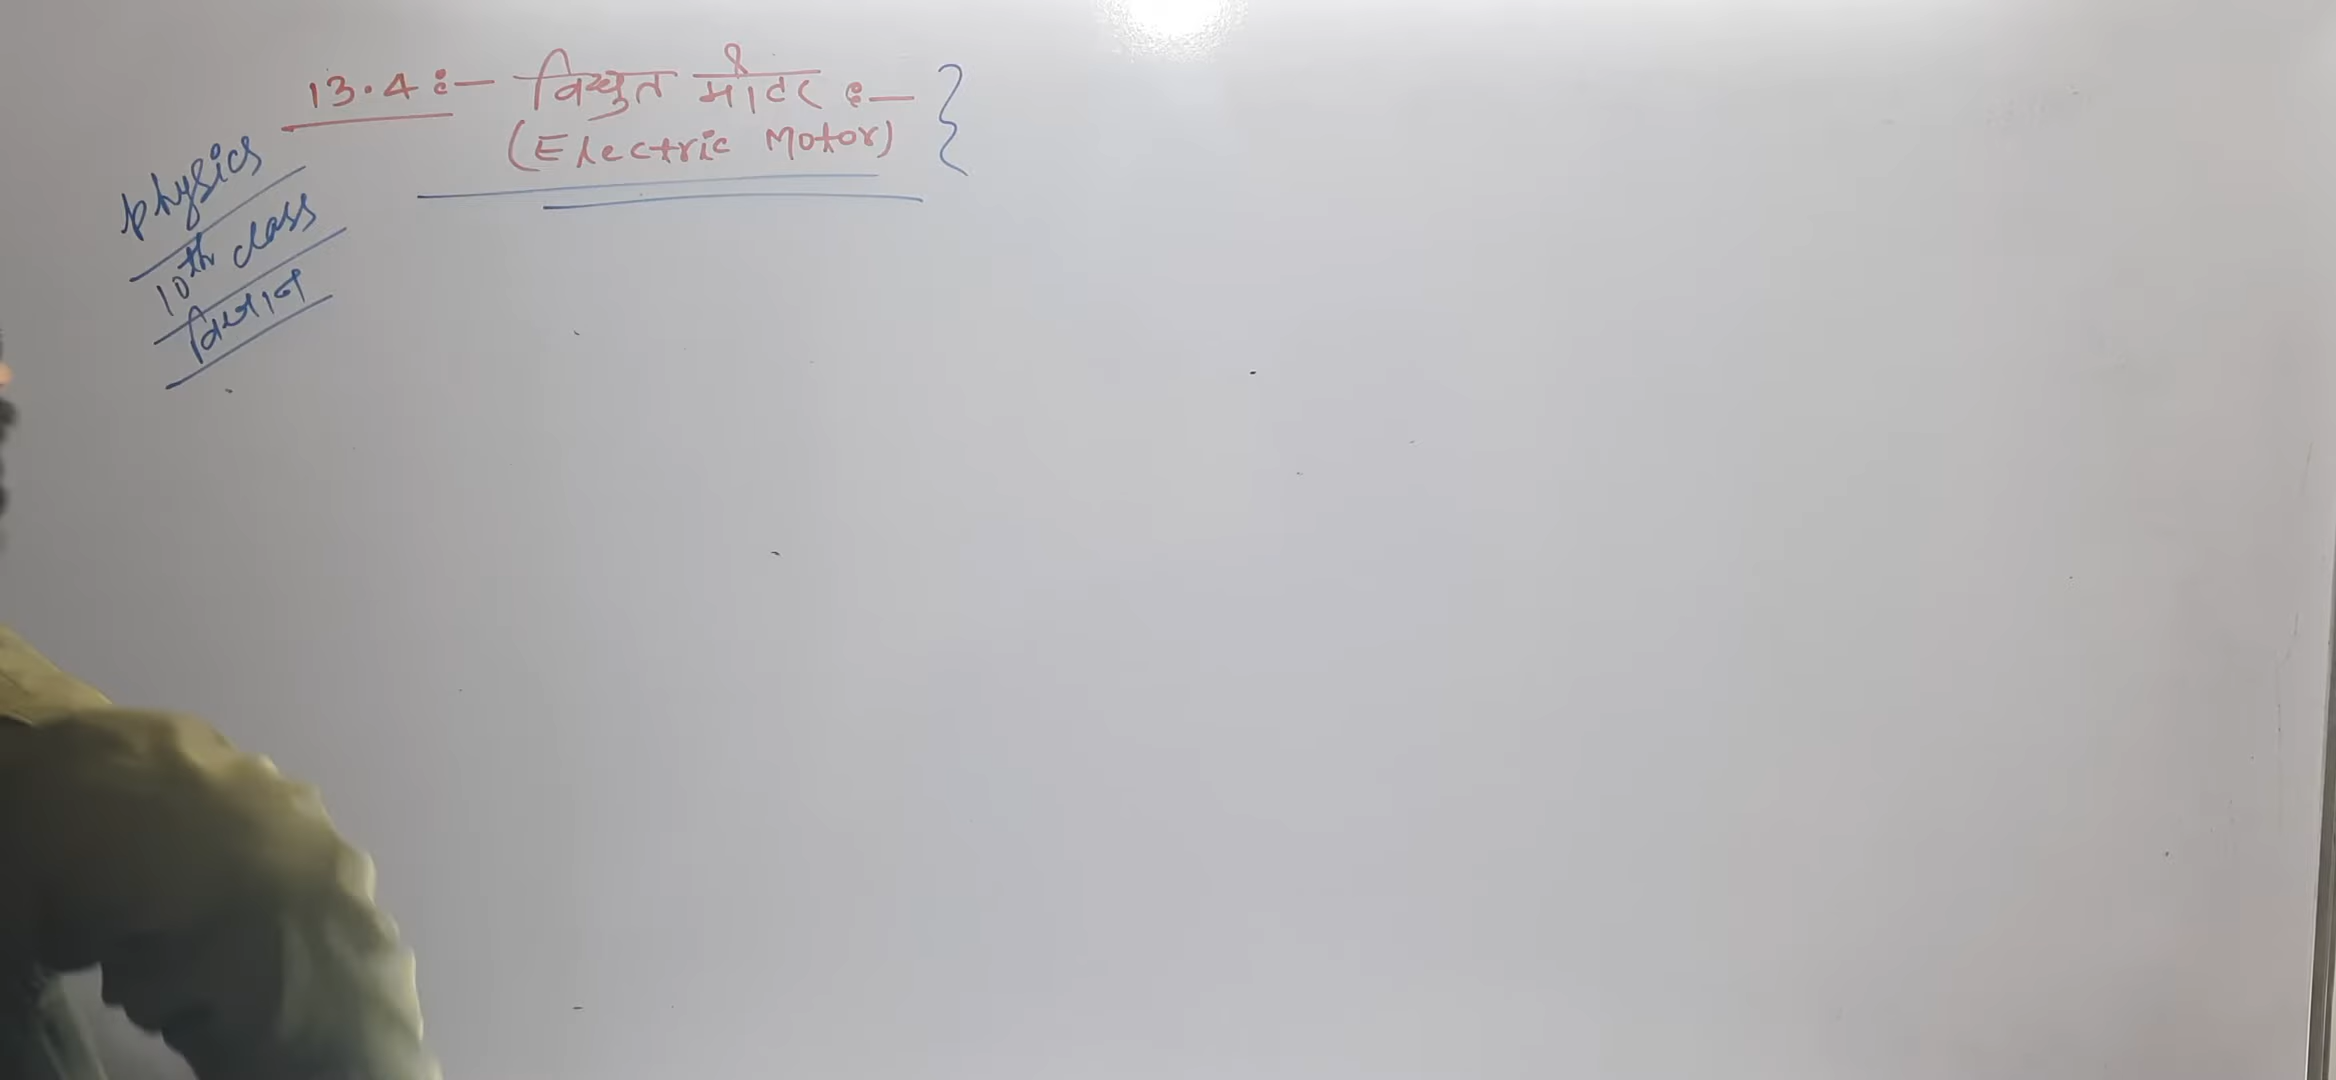 13.4 :- विद्युत मोटर :-
(Electric Motor)
physics
10th class
विज्ञान